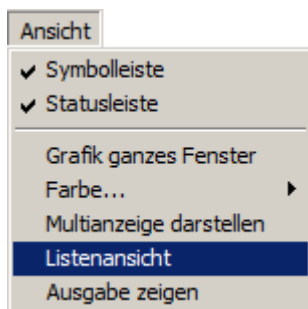 Ansicht
Symbolleiste
Statusleiste
Grafik ganzes Fenster
Farbe...
Multianzeige darstellen
Listenansicht
Ausgabe zeigen